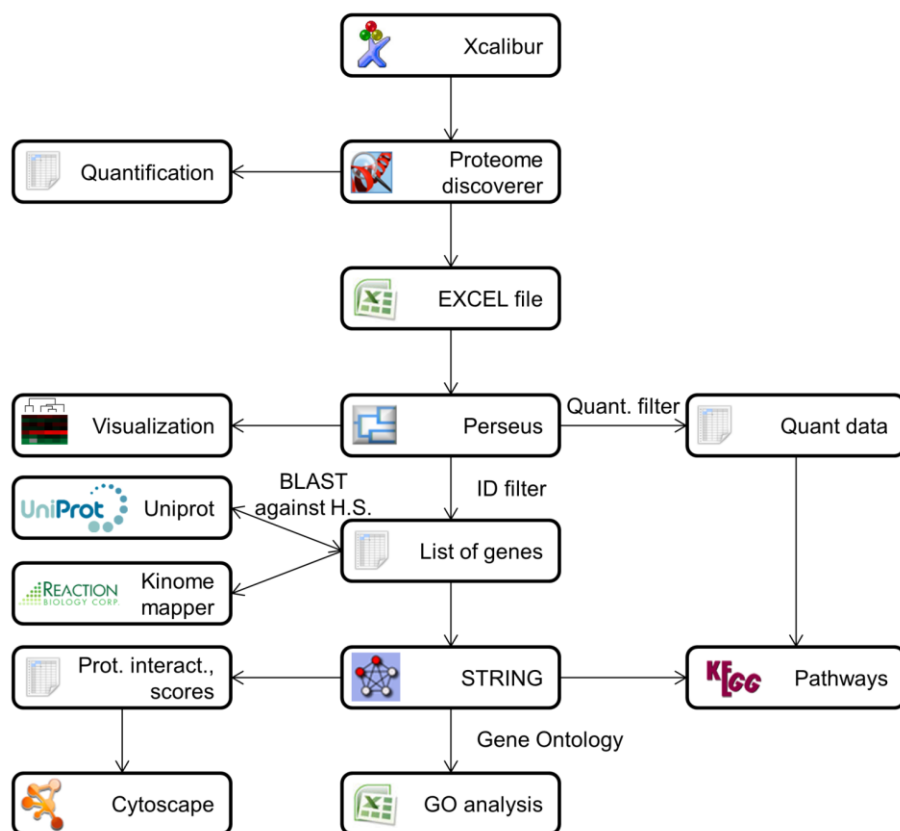 Xcalibur
Quantification
Proteome
discoverer
EXCEL file
Visualization
Perseus
Quant. filter
Quant data
BLAST
against H.S.
ID filter
UniProt
Uniprot
List of genes
REACTION
BIOLOGY CORP.
Kinome
mapper
Prot. interact.,
scores
STRING
KEGG
Pathways
Gene Ontology
Cytoscape
GO analysis